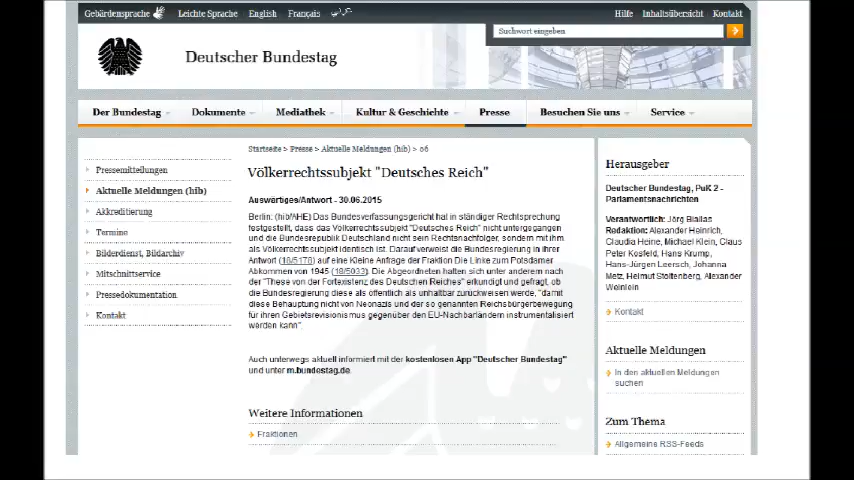 Gebärdensprache Leichte Sprache English Français عربي Hilfe Inhaltsübersicht Kontakt
Suchwort eingeben
Deutscher Bundestag
Der Bundestag Dokumente Mediathek Kultur & Geschichte Presse Besuchen Sie uns Service
Startseite > Presse > Aktuelle Meldungen (hib) > 06
Pressemitteilungen
Aktuelle Meldungen (hib)
Akkreditierung
Termine
Bilderdienst, Bildarchiv
Mitschnittservice
Pressedokumentation
Kontakt
Völkerrechtssubjekt "Deutsches Reich"
Auswärtiges/Antwort - 30.06.2015
Berlin: (hib/AHE) Das Bundesverfassungsgericht hat in ständiger Rechtsprechung
festgestellt, dass das Völkerrechtssubjekt "Deutsches Reich" nicht untergegangen
und die Bundesrepublik Deutschland nicht sein Rechtsnachfolger, sondern mit ihm
als Völkerrechtssubjekt identisch ist. Darauf verweist die Bundesregierung in ihrer
Antwort (18/5178) auf eine Kleine Anfrage der Fraktion Die Linke zum Potsdamer
Abkommen von 1945 (18/5033). Die Abgeordneten hatten sich unter anderem nach
der "These von der Fortexistenz des Deutschen Reiches" erkundigt und gefragt, ob
die Bundesregierung diese als öffentlich als unhaltbar zurückweisen werde, "damit
diese Behauptung nicht von Neonazis und der so genannten Reichsbürgerbewegung
für ihren Gebietsrevisionismus gegenüber den EU-Nachbarländern instrumentalisiert
werden kann".
Auch unterwegs aktuell informiert mit der kostenlosen App "Deutscher Bundestag"
und unter m.bundestag.de.
Weitere Informationen
Fraktionen
Herausgeber
Deutscher Bundestag, PuK 2 -
Parlamentsnachrichten
Verantwortlich: Jörg Biallas
Redaktion: Alexander Heinrich,
Claudia Heine, Michael Klein, Claus
Peter Kosfeld, Hans Krump,
Hans-Jürgen Leersch, Johanna
Metz, Helmut Stoltenberg, Alexander
Weinlein
Kontakt
Aktuelle Meldungen
In den aktuellen Meldungen
suchen
Zum Thema
Allgemeine RSS-Feeds